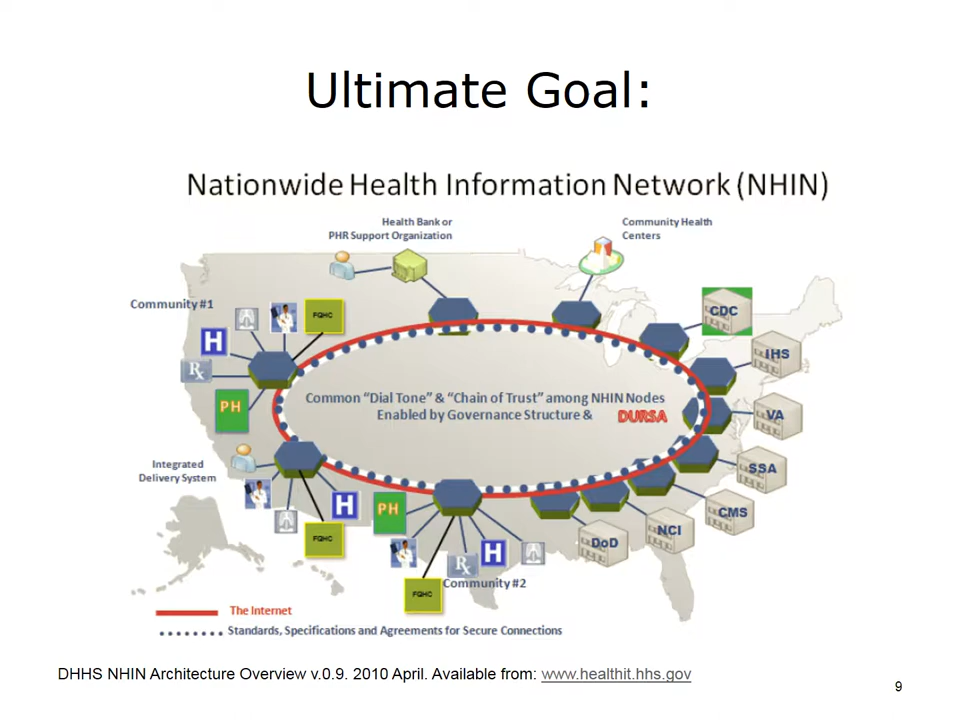 Ultimate Goal:
Nationwide Health Information Network (NHIN)
Health Bank or
PHR Support Organization
Community Health
Centers
Community #1
FQHC
CDC
H
IHS
Rx
PH
Common "Dial Tone" & "Chain of Trust" among NHIN Nodes
Enabled by Governance Structure & DURSA
VA
Integrated
Delivery System
SSA
H
PH
CMS
FQHC
NCI
DoD
H
Rx
Community #2
FQHC
The Internet
Standards, Specifications and Agreements for Secure Connections
DHHS NHIN Architecture Overview v.0.9. 2010 April. Available from: www.healthit.hhs.gov
9